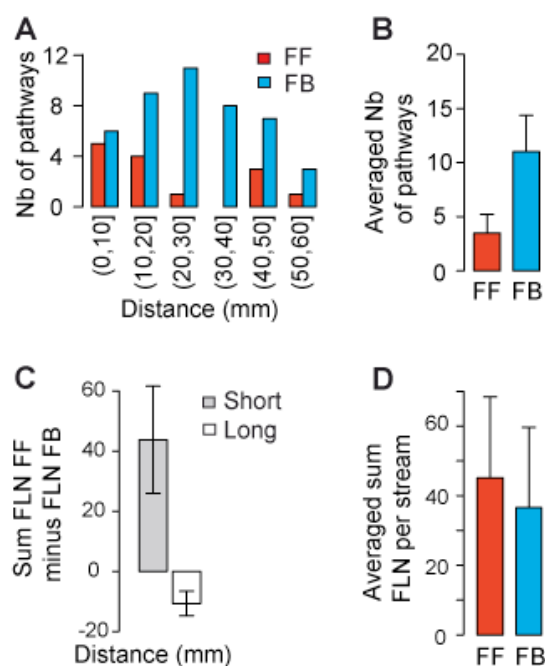 A
12
8
4
0
Nb of pathways
FF
FB
(0,10]
(10,20]
(20,30]
(30,40]
(40,50]
(50,60]
Distance (mm)
B
20
15
10
5
0
Averaged Nb
of pathways
FF FB
C
60
40
20
0
-20
Sum FLN FF
minus FLN FB
Short
Long
Distance (mm)
D
60
40
20
0
Averaged sum
FLN per stream
FF FB